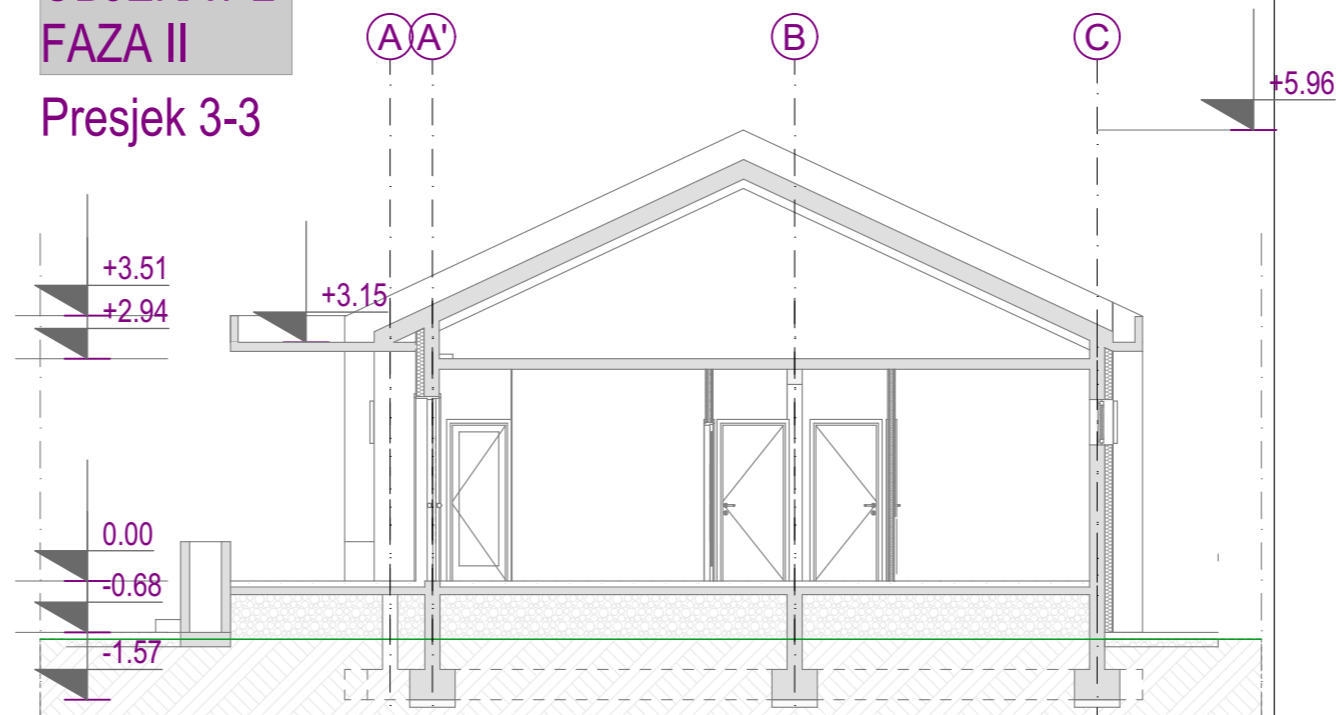 FAZA II
Presjek 3-3
A
A'
B
C
+5.96
+3.51
+2.94
+3.15
0.00
-0.68
-1.57